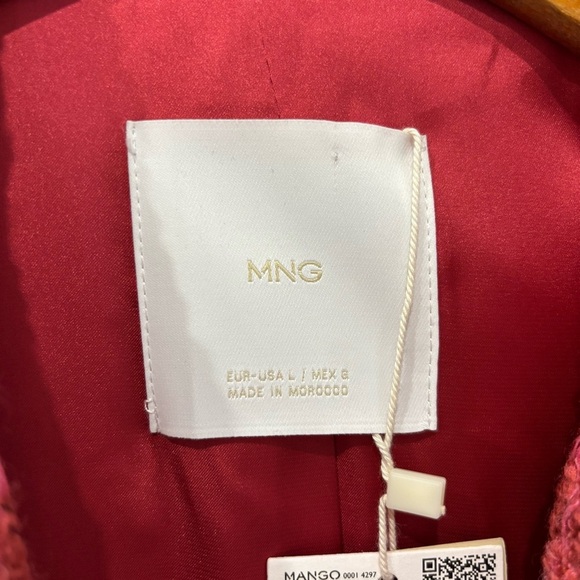 MNG
EUR-USA L / MEX G
MADE IN MOROCCO
MANGO 0001 4297